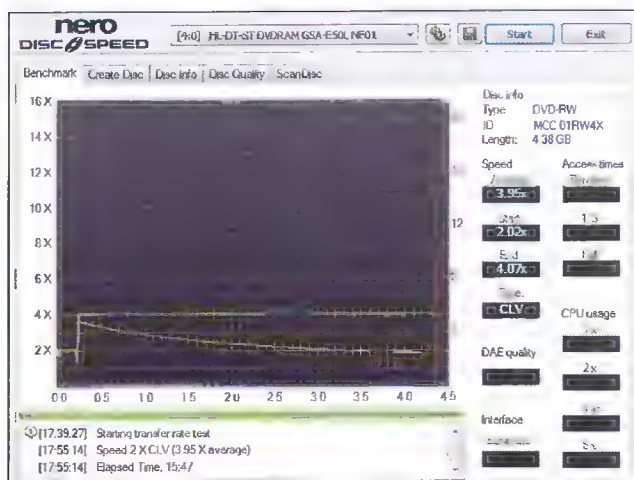 nero
DISC SPEED
[4:0] HL-DT-ST DVDRAM GSA-E50L NE01
Start
Exit
Benchmark
Create Disc
Disc Info
Disc Quality
ScanDisc
16 X
14 X
12 X
10 X
8 X
6 X
4 X
2 X
12
0.0 0.5 1.0 1.5 2.0 2.5 3.0 3.5 4.0 4.5
Disc info
Type DVD-RW
ID MCC 01RW4X
Length: 4.38 GB
Speed
3.95x
2.02x
End
4.07x
CLV
DAE quality
Interface
Access times
CPU usage
2 x
[17:39:27] Starting transfer rate test
[17:55:14] Speed 2 X CLV (3.95 X average)
[17:55:14] Elapsed Time, 15:47